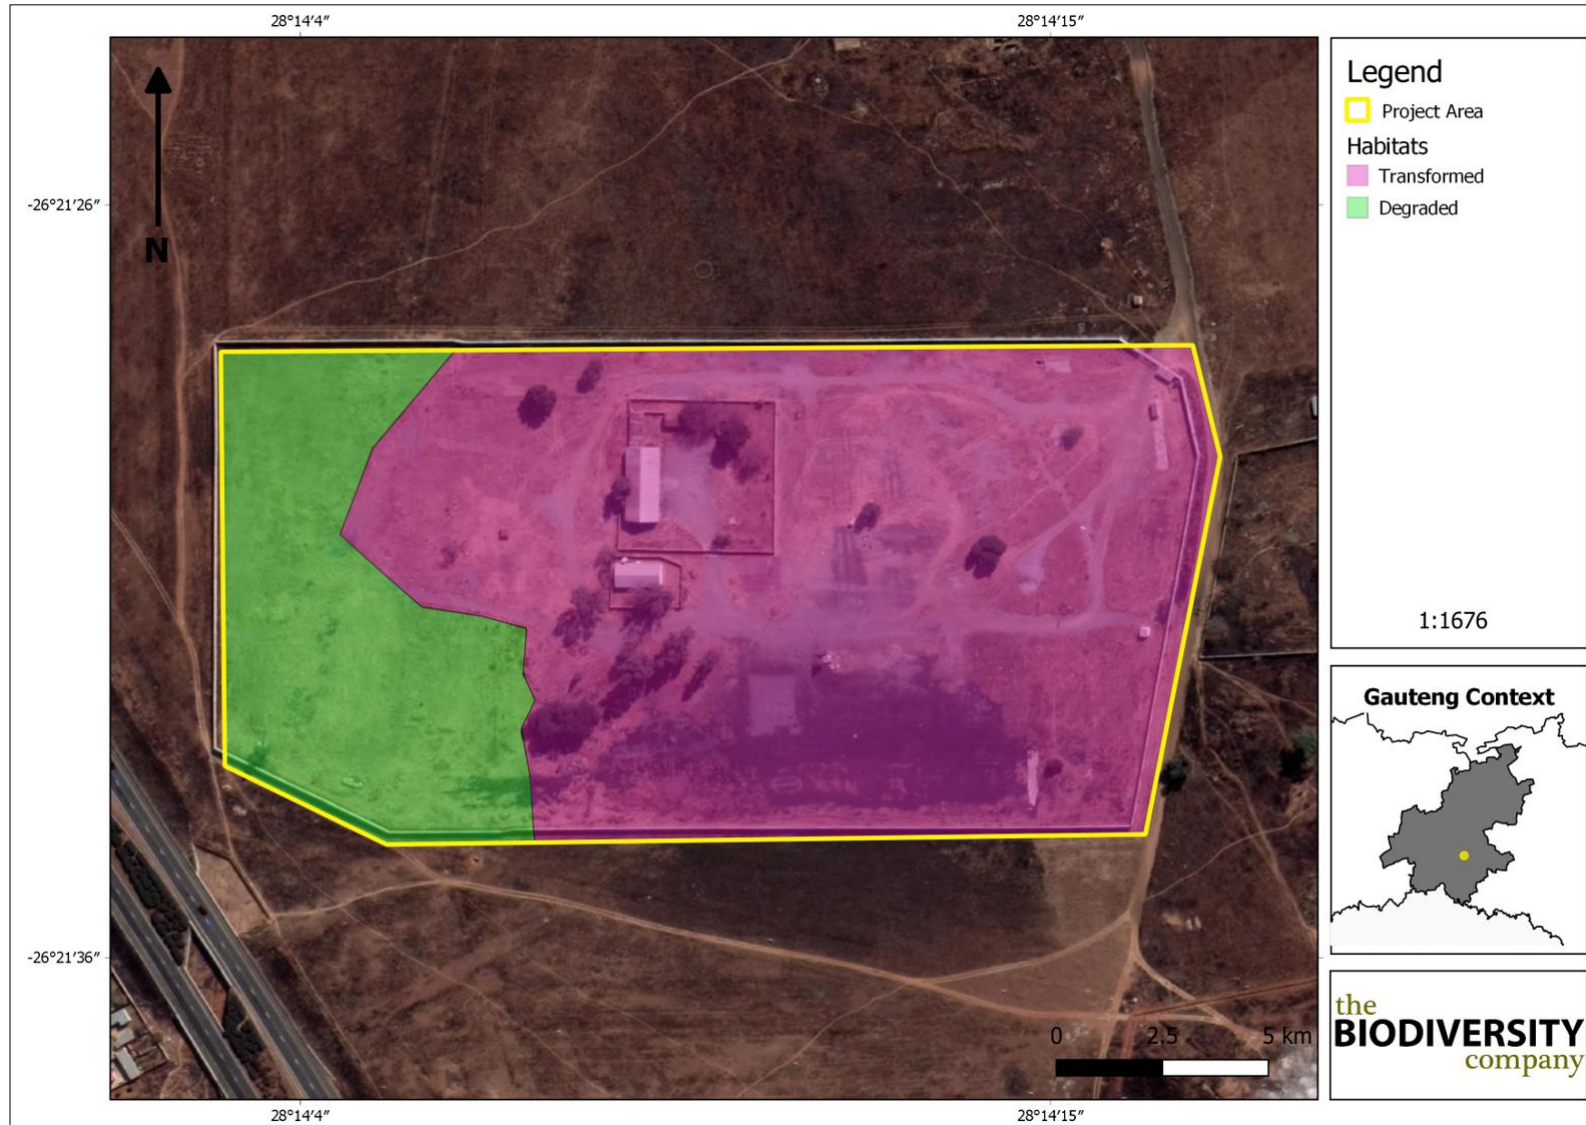 28°14′4″
28°14′15″
-26°21′26″
-26°21′36″
N
28°14′4″
28°14′15″
0 2.5 5 km
Legend
Project Area
Habitats
Transformed
Degraded
1:1676
Gauteng Context
the
BIODIVERSITY
company